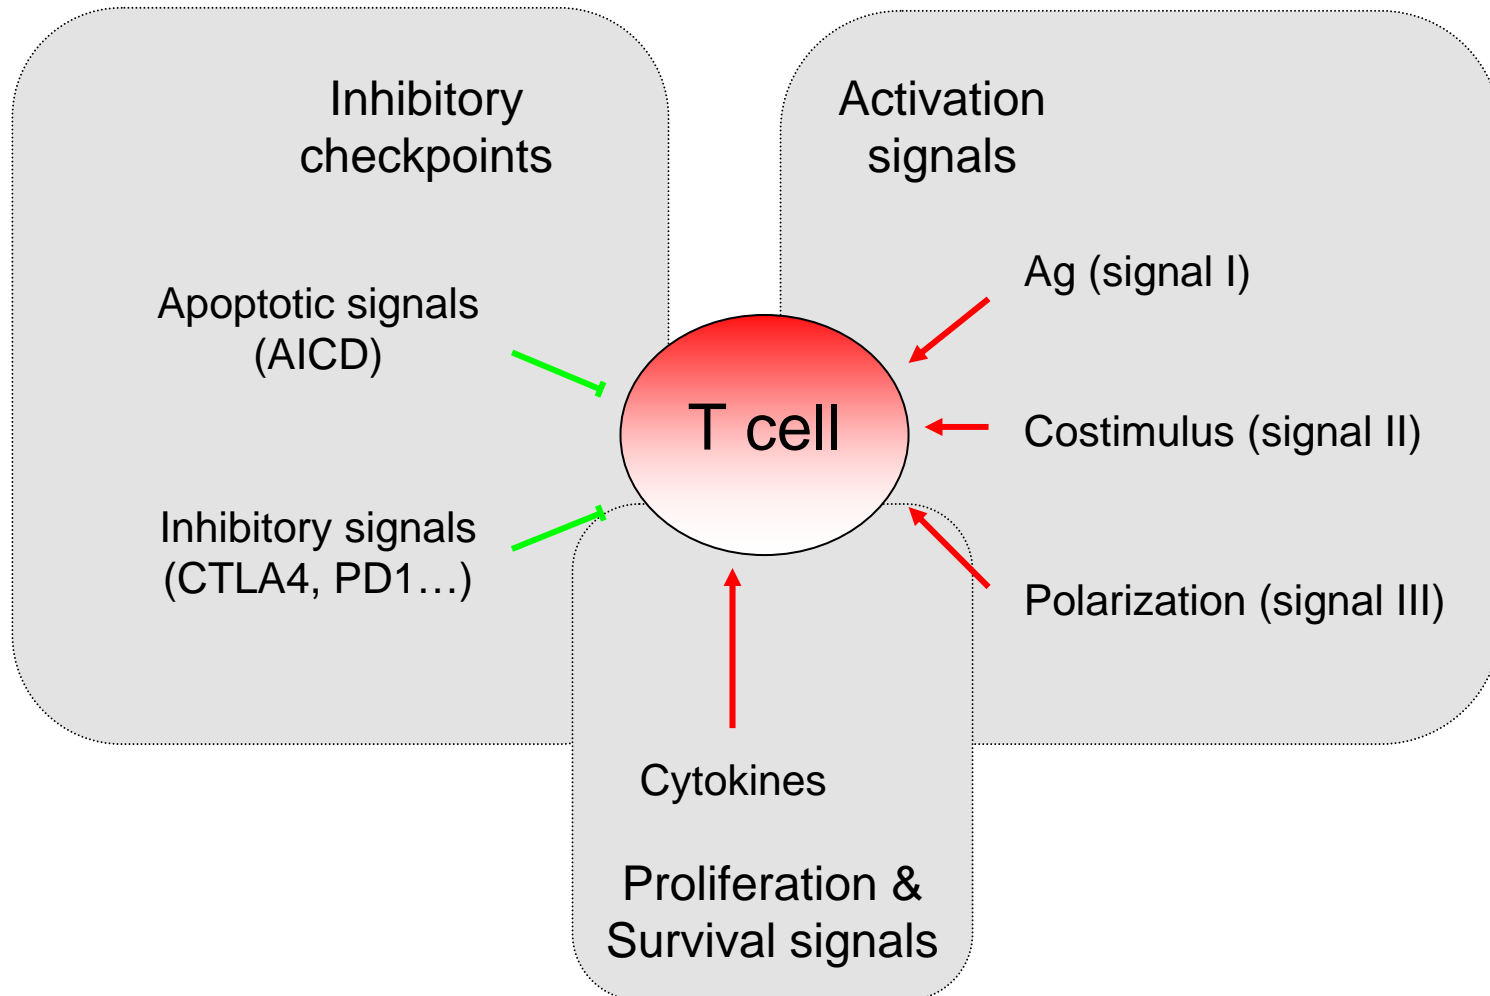 Inhibitory
checkpoints
Apoptotic signals
(AICD)
Inhibitory signals
(CTLA4, PD1…)
T cell
Activation
signals
Ag (signal I)
Costimulus (signal II)
Polarization (signal III)
Cytokines
Proliferation &
Survival signals